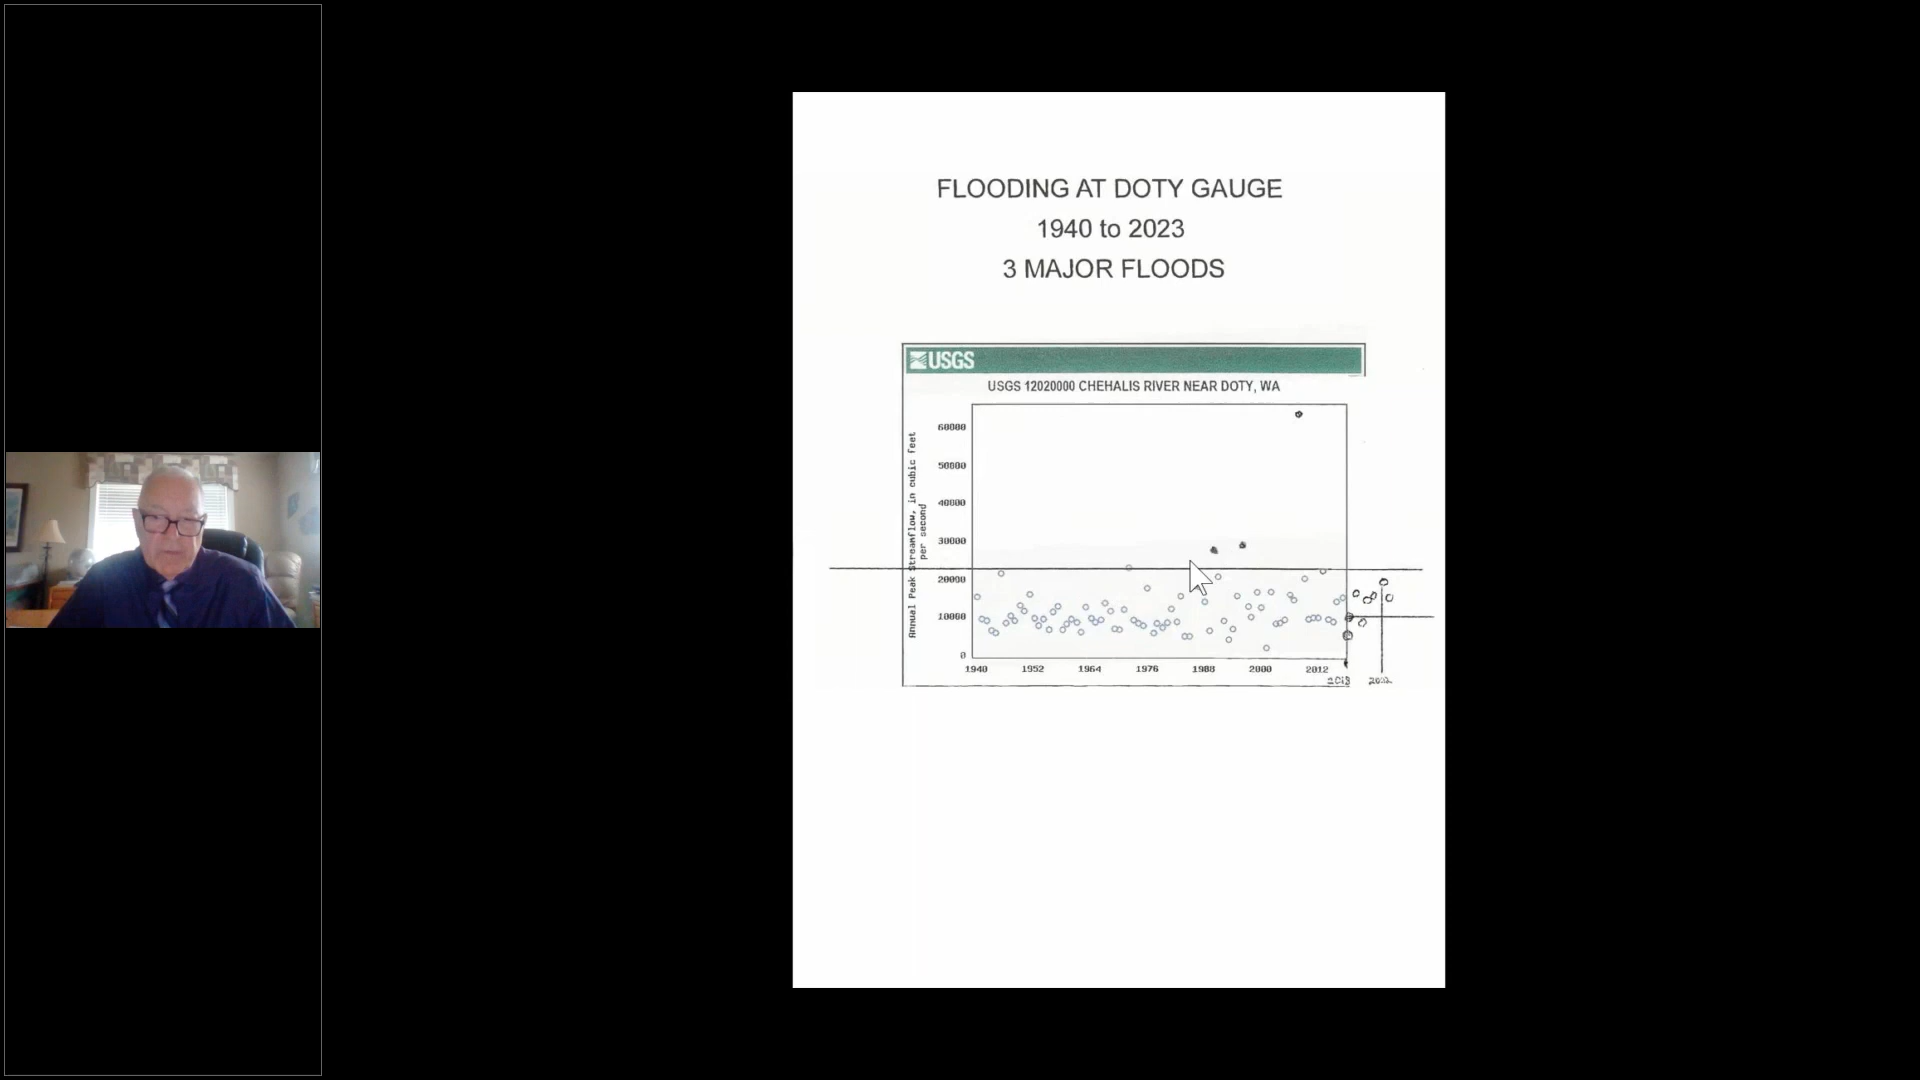 FLOODING AT DOTY GAUGE
1940 to 2023
3 MAJOR FLOODS
USGS
USGS 12020000 CHEHALIS RIVER NEAR DOTY, WA
Annual Peak Streamflow, in cubic feet
per second
60000
50000
40000
30000
20000
10000
0
1940 1952 1964 1976 1988 2000 2012
2018 2022